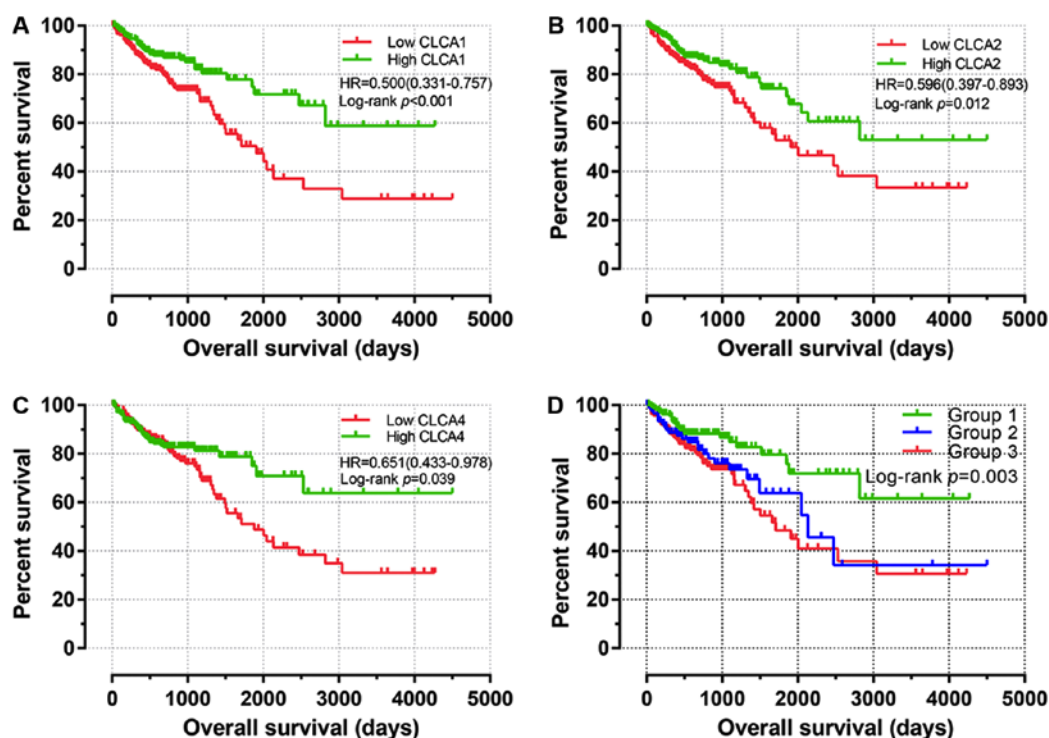 A
Low CLCA1
High CLCA1
HR=0.500(0.331-0.757)
Log-rank p<0.001
Percent survival
100
80
60
40
20
0
0 1000 2000 3000 4000 5000
Overall survival (days)
B
Low CLCA2
High CLCA2
HR=0.596(0.397-0.893)
Log-rank p=0.012
Percent survival
100
80
60
40
20
0
0 1000 2000 3000 4000 5000
Overall survival (days)
C
Low CLCA4
High CLCA4
HR=0.651(0.433-0.978)
Log-rank p=0.039
Percent survival
100
80
60
40
20
0
0 1000 2000 3000 4000 5000
Overall survival (days)
D
Group 1
Group 2
Group 3
Log-rank p=0.003
Percent survival
100
80
60
40
20
0
0 1000 2000 3000 4000 5000
Overall survival (days)